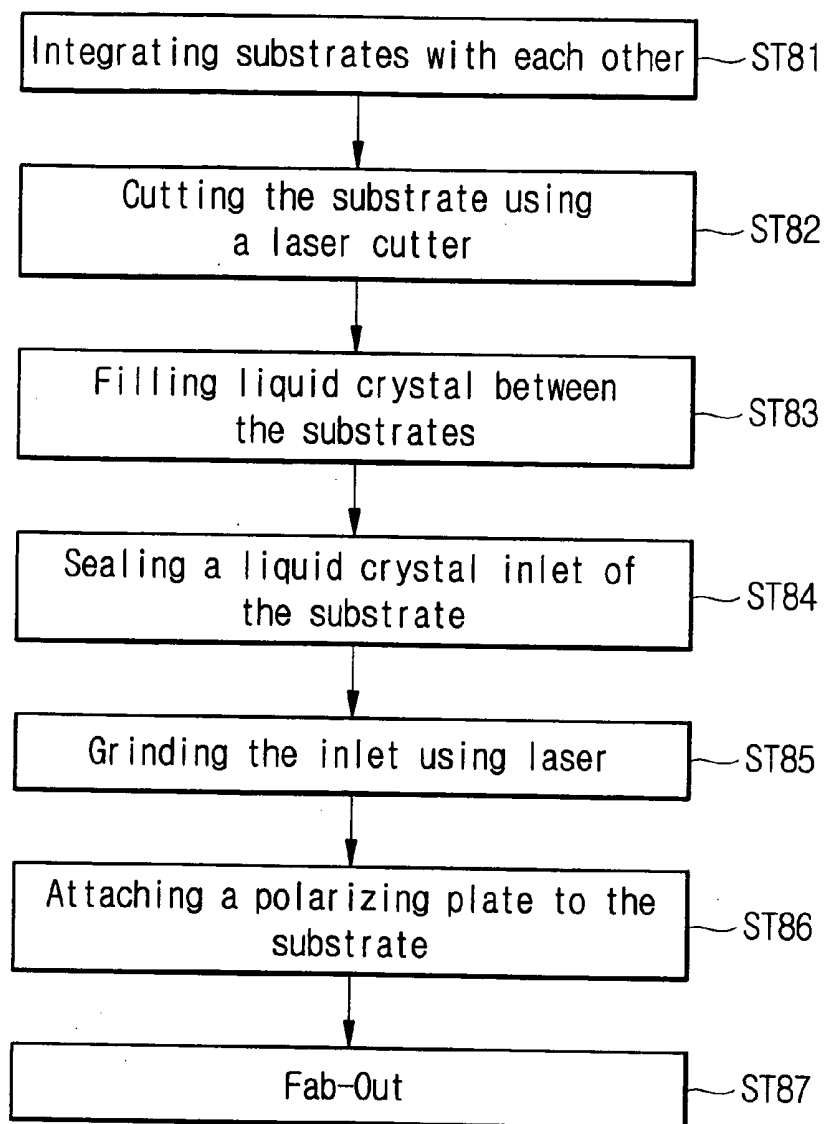 Integrating substrates with each other ST81
Cutting the substrate using
a laser cutter ST82
Filling liquid crystal between
the substrates ST83
Sealing a liquid crystal inlet of
the substrate ST84
Grinding the inlet using laser ST85
Attaching a polarizing plate to the
substrate ST86
Fab-Out ST87